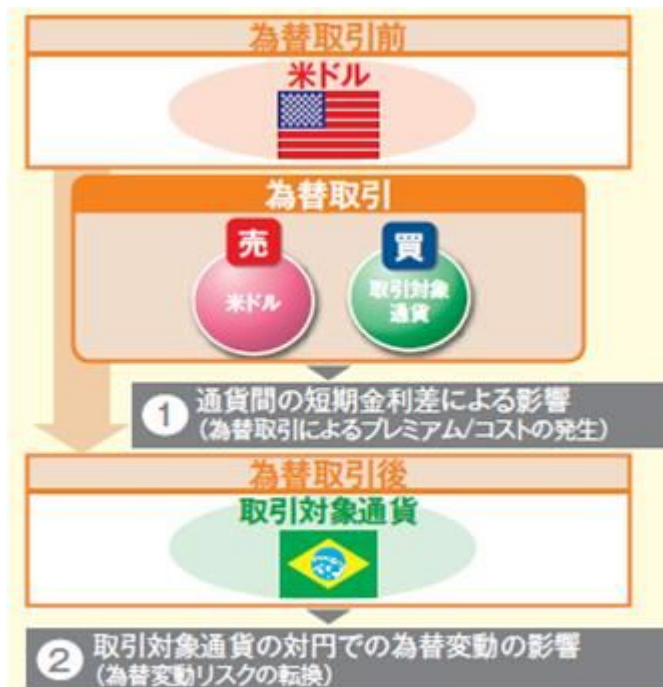 為替取引前
米ドル
為替取引
売
買
米ドル
取引対象
通貨
1 通貨間の短期金利差による影響
(為替取引によるプレミアム/コストの発生)
為替取引後
取引対象通貨
2 取引対象通貨の対円での為替変動の影響
(為替変動リスクの転換)